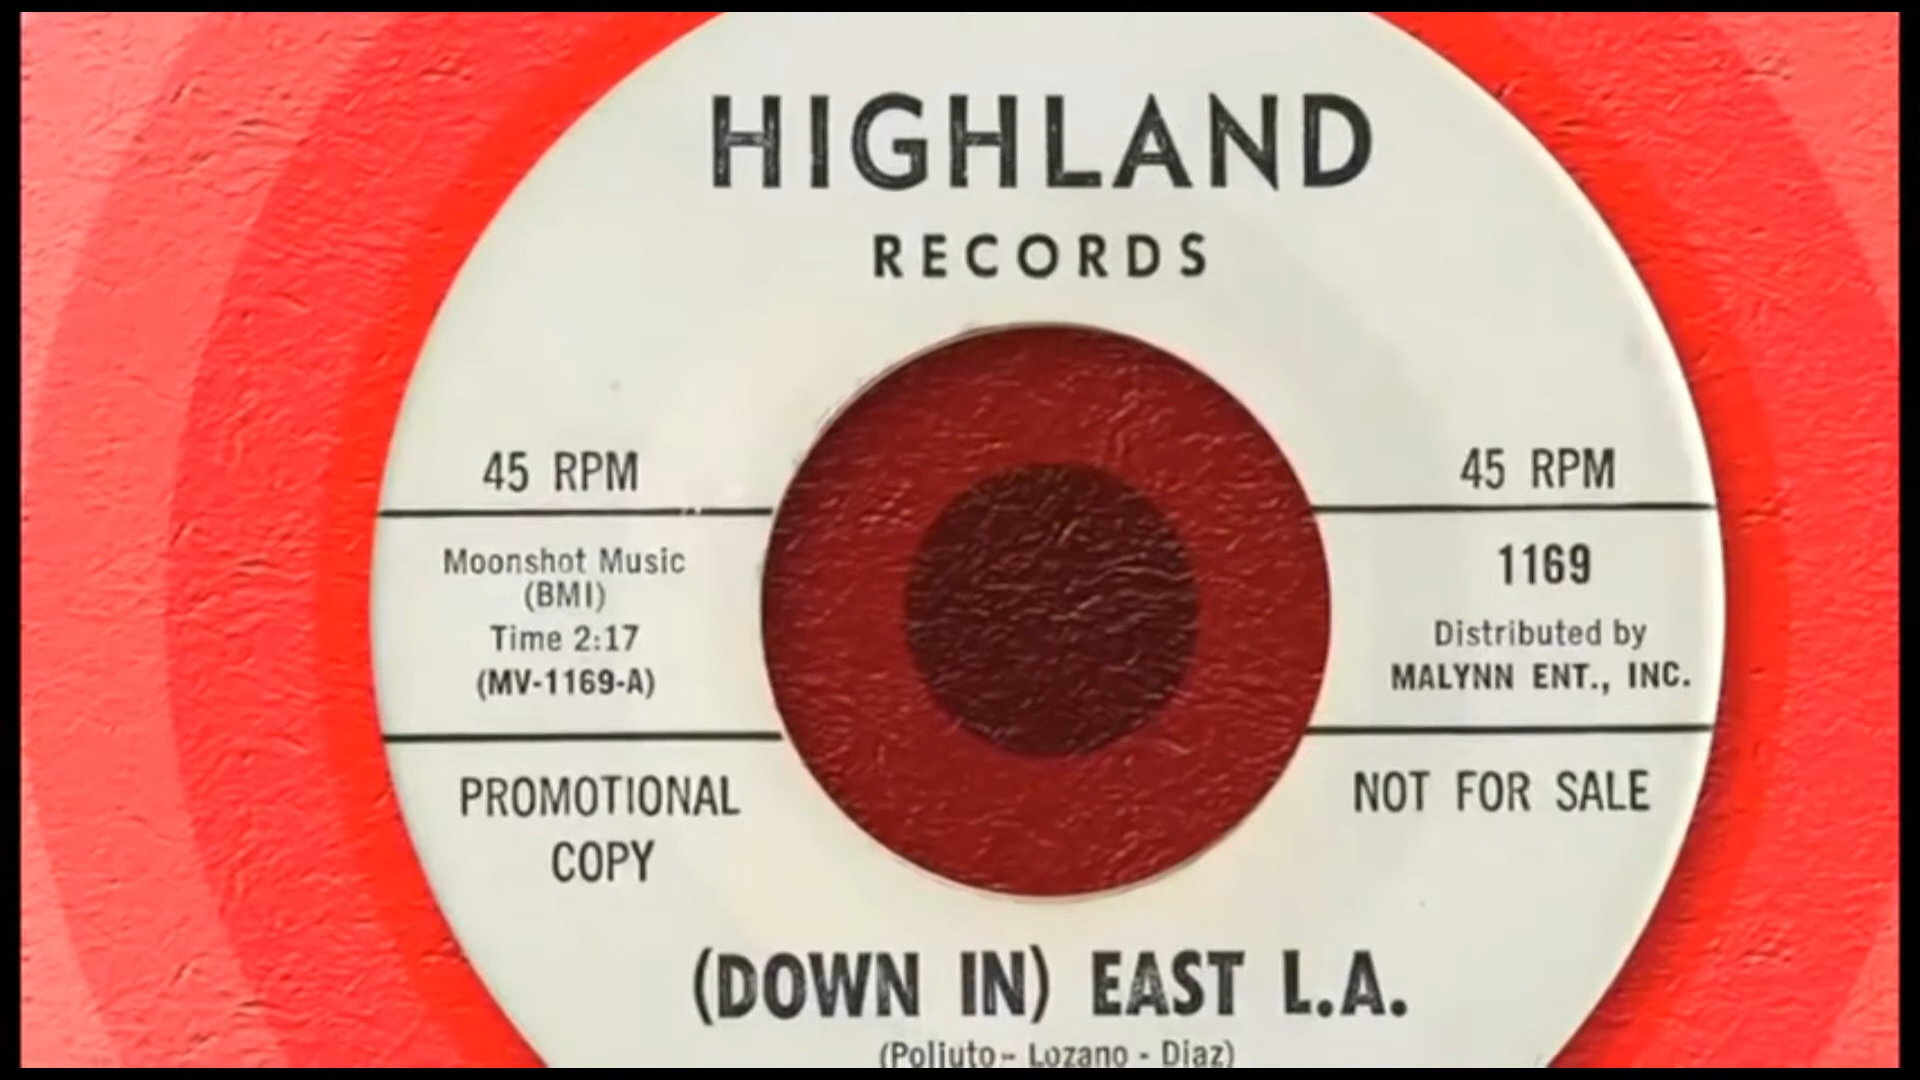 HIGHLAND
RECORDS
45 RPM
Moonshot Music
(BMI)
Time 2:17
(MV-1169-A)
PROMOTIONAL
COPY
45 RPM
1169
Distributed by
MALYNN ENT., INC.
NOT FOR SALE
(DOWN IN) EAST L.A.
(Poliuto - Lozano - Diaz)